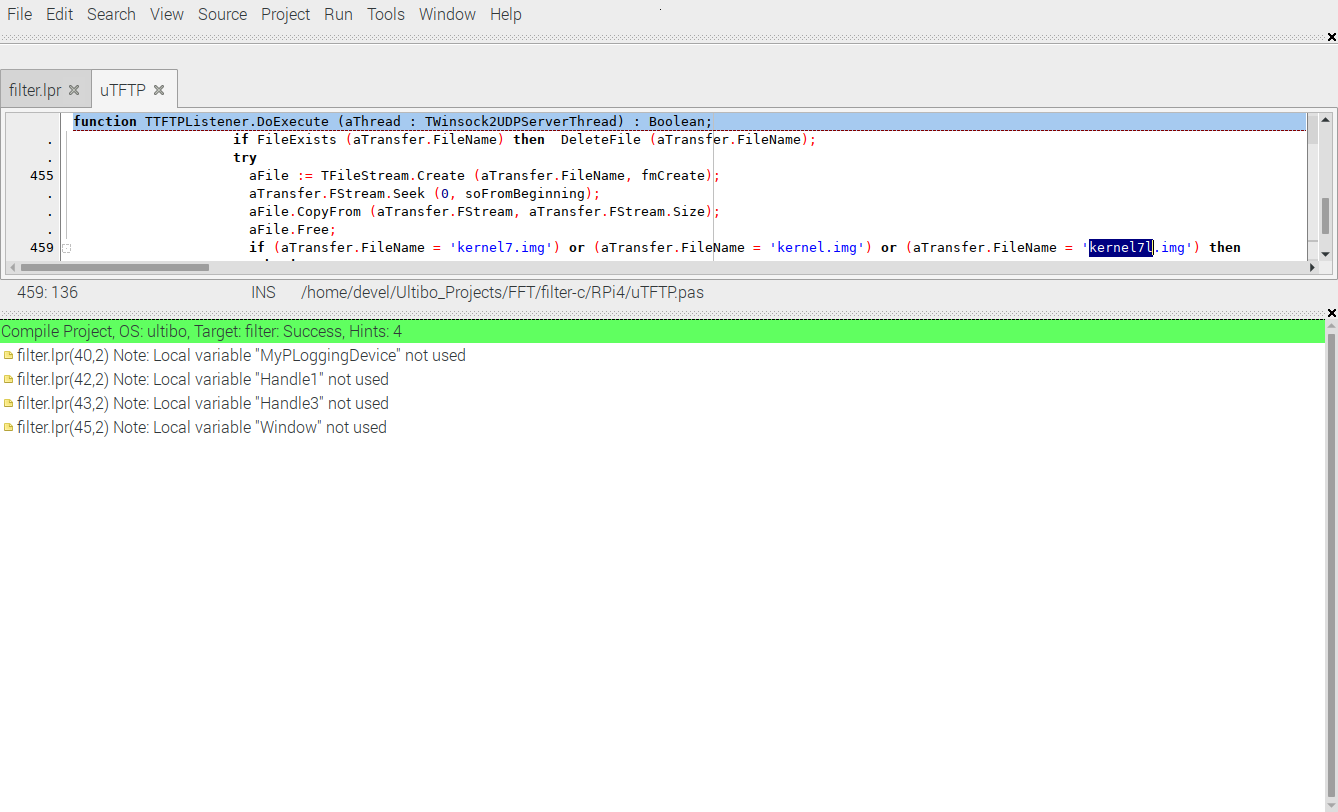 File Edit Search View Source Project Run Tools Window Help
filter.lpr uTFTP
function TTFTPListener.DoExecute (aThread : TWinsock2UDPServerThread) : Boolean;
. if FileExists (aTransfer.FileName) then  DeleteFile (aTransfer.FileName);
. try
455 aFile := TFileStream.Create (aTransfer.FileName, fmCreate);
. aTransfer.FStream.Seek (0, soFromBeginning);
. aFile.CopyFrom (aTransfer.FStream, aTransfer.FStream.Size);
. aFile.Free;
459 if (aTransfer.FileName = 'kernel7.img') or (aTransfer.FileName = 'kernel.img') or (aTransfer.FileName = 'kernel7l.img') then
459: 136 INS /home/devel/Ultibo_Projects/FFT/filter-c/RPi4/uTFTP.pas
Compile Project, OS: ultibo, Target: filter: Success, Hints: 4
filter.lpr(40,2) Note: Local variable "MyPLoggingDevice" not used
filter.lpr(42,2) Note: Local variable "Handle1" not used
filter.lpr(43,2) Note: Local variable "Handle3" not used
filter.lpr(45,2) Note: Local variable "Window" not used